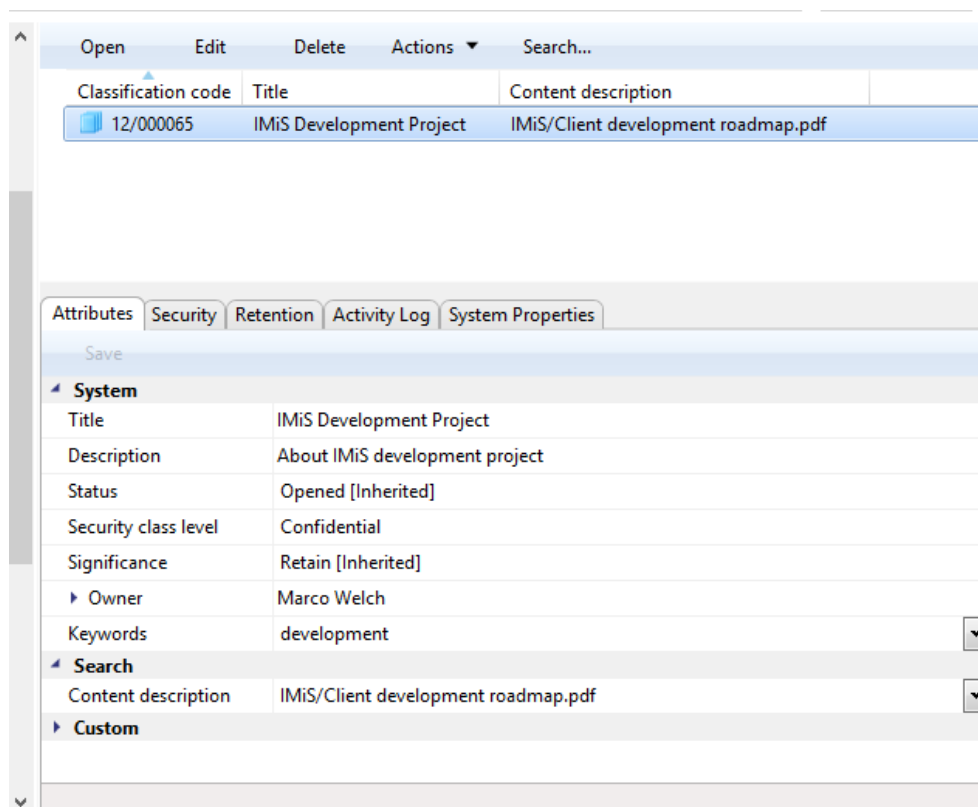 Open Edit Delete Actions Search...
Classification code Title Content description
12/000065 IMiS Development Project IMiS/Client development roadmap.pdf
Attributes Security Retention Activity Log System Properties
Save
System
Title IMiS Development Project
Description About IMiS development project
Status Opened [Inherited]
Security class level Confidential
Significance Retain [Inherited]
Owner Marco Welch
Keywords development
Search
Content description IMiS/Client development roadmap.pdf
Custom